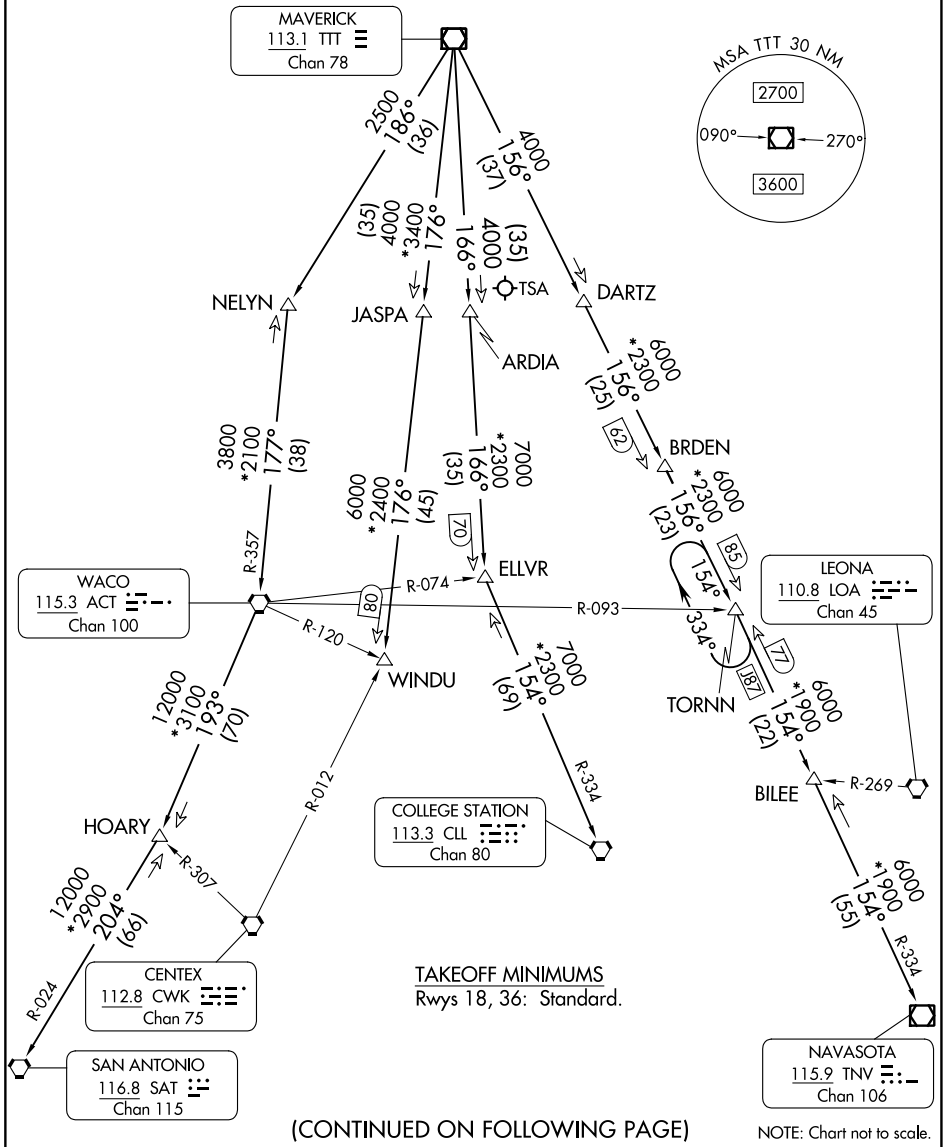 MAVERICK
113.1 TTT
Chan 78
MSA TTT 30 NM
2700
090°
270°
3600
2500
186°
(36)
(35)
4000
*3400
176°
(35)
4000
166°
4000
156°
(37)
TSA
NELYN
JASPA
ARDIA
DARTZ
3800
*2100
177°
(38)
6000
*2400
176°
(45)
7000
*2300
166°
(35)
6000
*2300
156°
(25)
62
BRDEN
6000
*2300
156°
(23)
85
70
R-357
WACO
115.3 ACT
Chan 100
R-074
ELLVR
80
R-093
R-120
WINDU
154°
334°
J87
77
TORNN
LEONA
110.8 LOA
Chan 45
12000
*3100
193°
(70)
7000
*2300
154°
(69)
6000
*1900
154°
(22)
BILEE
R-269
R-012
R-334
HOARY
R-307
COLLEGE STATION
113.3 CLL
Chan 80
12000
*2900
204°
(66)
R-024
6000
*1900
154°
(55)
R-334
CENTEX
112.8 CWK
Chan 75
TAKEOFF MINIMUMS
Rwys 18, 36: Standard.
SAN ANTONIO
116.8 SAT
Chan 115
NAVASOTA
115.9 TNV
Chan 106
(CONTINUED ON FOLLOWING PAGE)
NOTE: Chart not to scale.